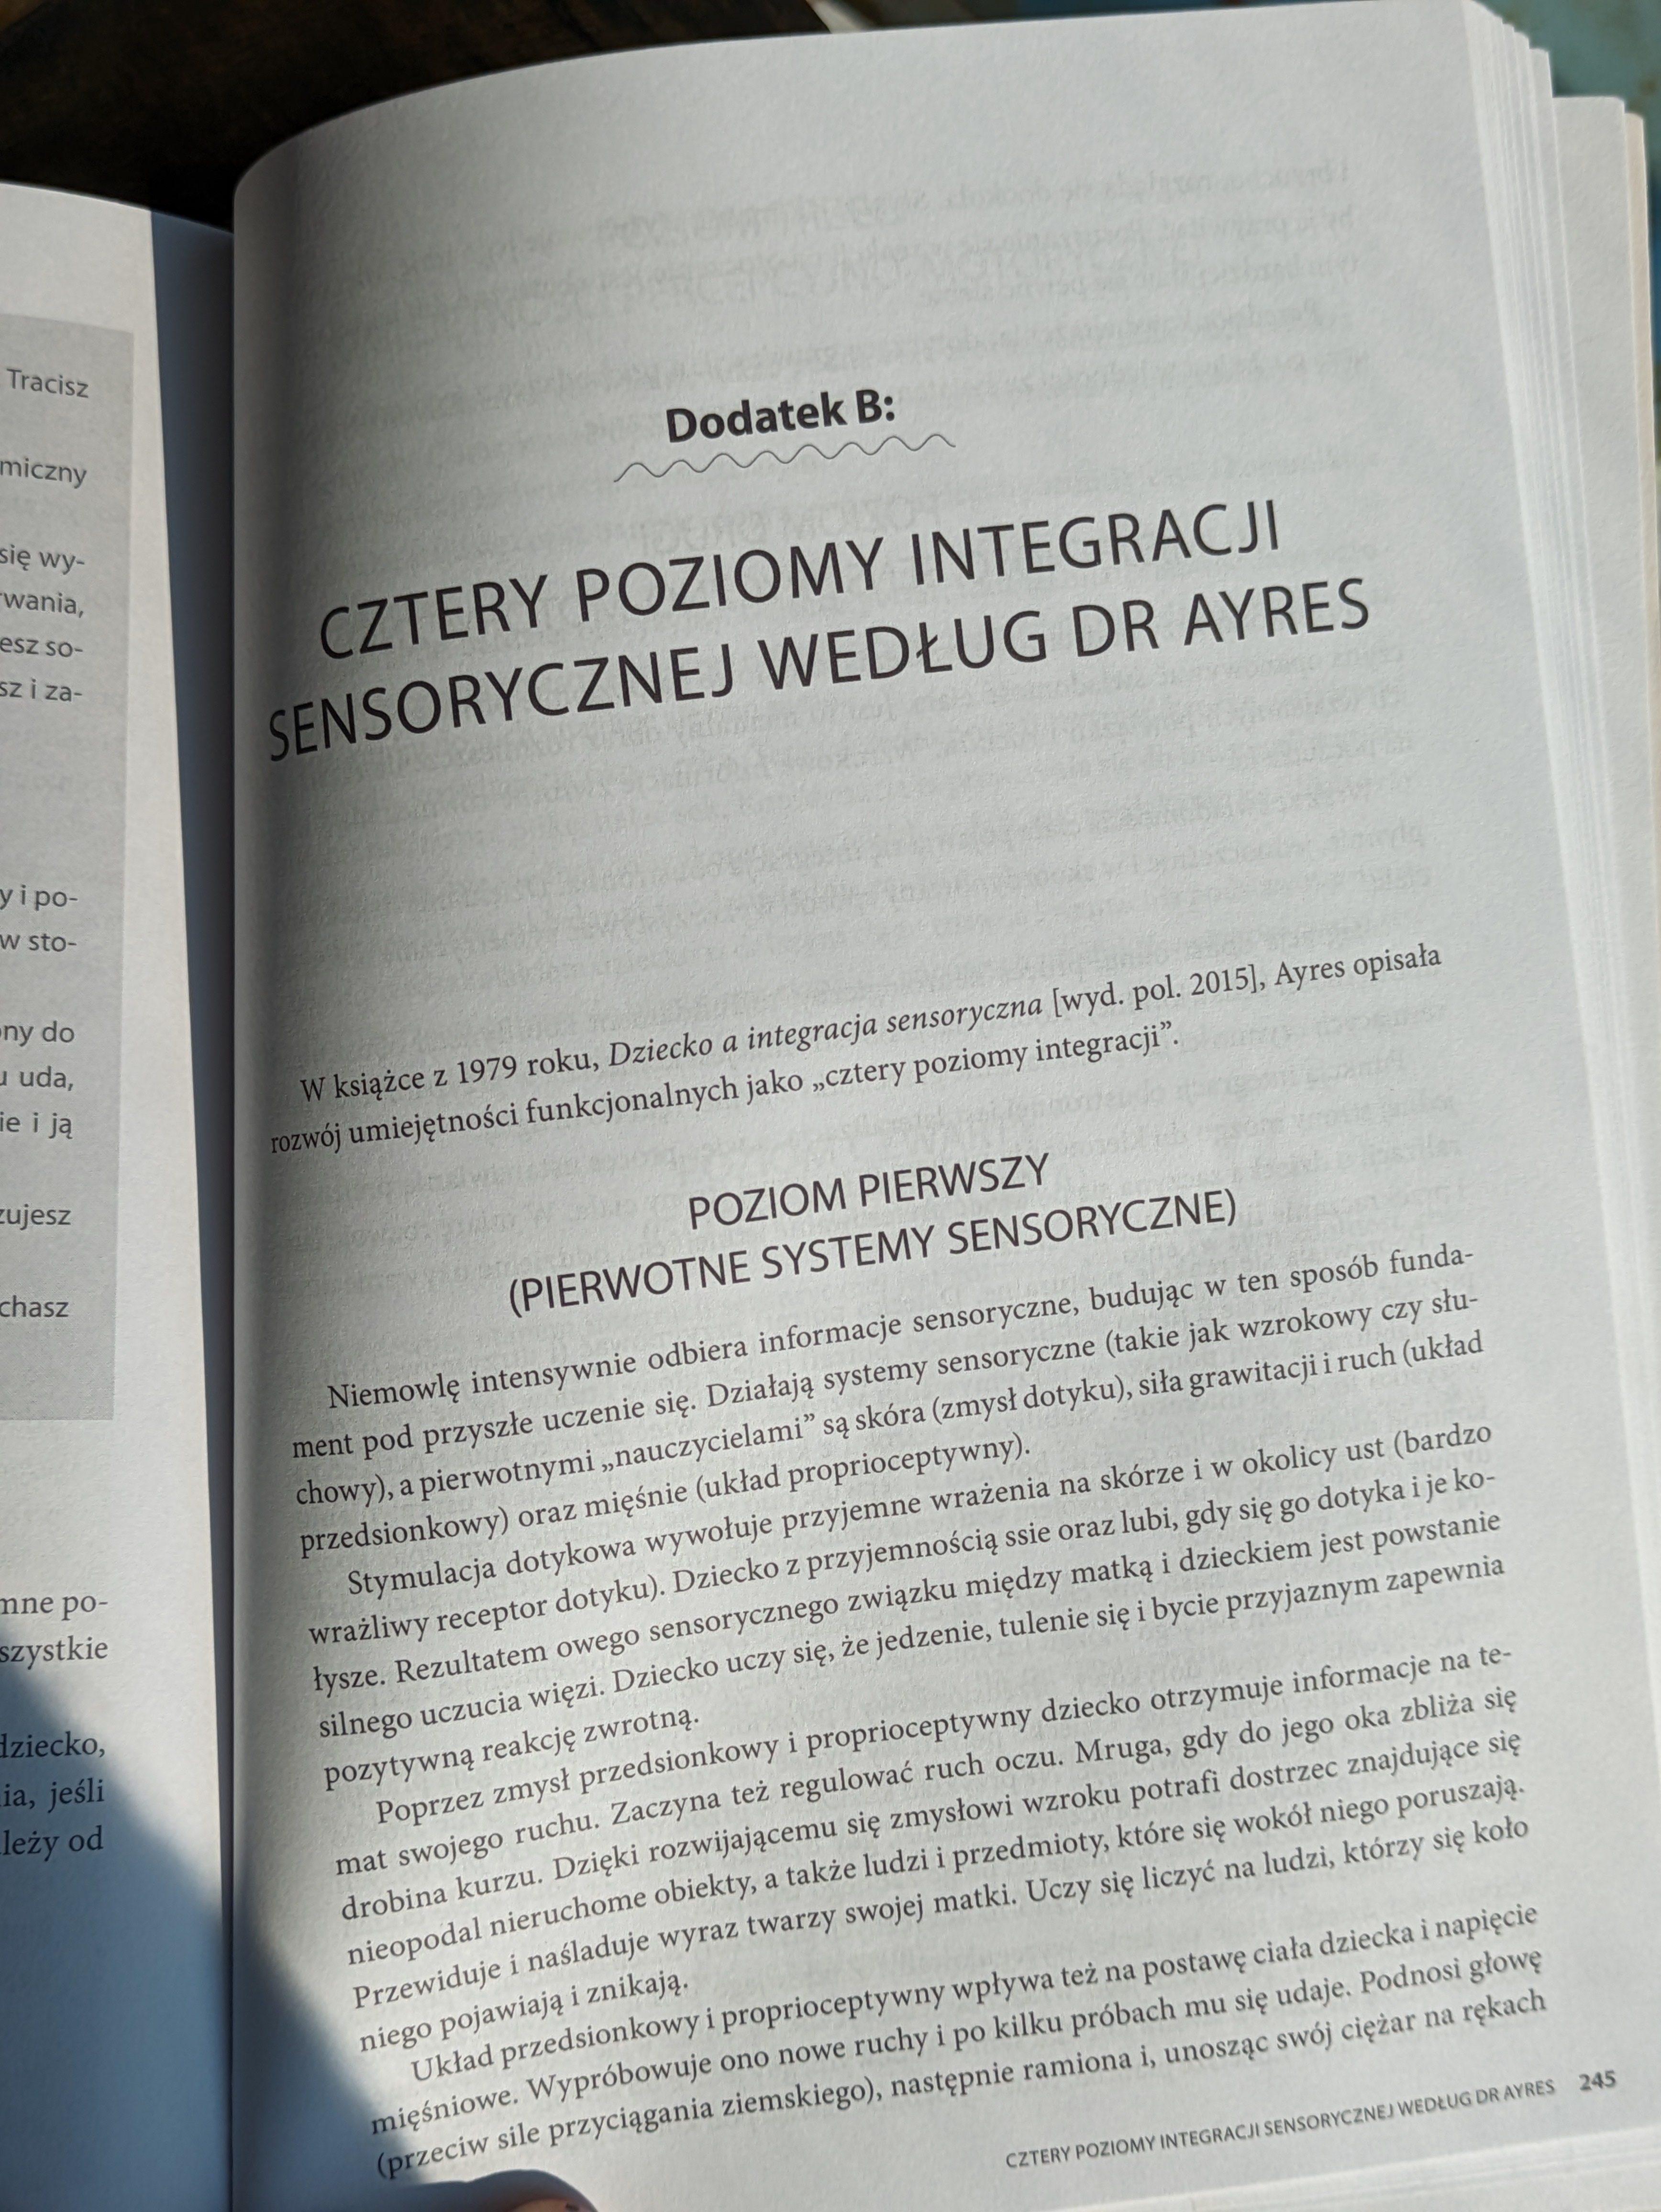 Tracisz
miczny
się wy-
wania,
esz so-
sz i za-
y i po-
w sto-
ny do
uda,
ie i ją
zujesz
chasz
mne po-
szystkie
dziecko,
ia, jeśli
leży od
Dodatek B:
CZTERY POZIOMY INTEGRACJI
SENSORYCZNEJ WEDŁUG DR AYRES
W książce z 1979 roku, Dziecko a integracja sensoryczna [wyd. pol. 2015], Ayres opisała
rozwój umiejętności funkcjonalnych jako „cztery poziomy integracji”.
POZIOM PIERWSZY
(PIERWOTNE SYSTEMY SENSORYCZNE)
Niemowlę intensywnie odbiera informacje sensoryczne, budując w ten sposób funda-
ment pod przyszłe uczenie się. Działają systemy sensoryczne (takie jak wzrokowy czy słu-
chowy), a pierwotnymi „nauczycielami” są skóra (zmysł dotyku), siła grawitacji i ruch (układ
przedsionkowy) oraz mięśnie (układ proprioceptywny).
Stymulacja dotykowa wywołuje przyjemne wrażenia na skórze i w okolicy ust (bardzo
wrażliwy receptor dotyku). Dziecko z przyjemnością ssie oraz lubi, gdy się go dotyka i je ko-
łysze. Rezultatem owego sensorycznego związku między matką i dzieckiem jest powstanie
silnego uczucia więzi. Dziecko uczy się, że jedzenie, tulenie się i bycie przyjaznym zapewnia
pozytywną reakcję zwrotną.
Poprzez zmysł przedsionkowy i proprioceptywny dziecko otrzymuje informacje na te-
mat swojego ruchu. Zaczyna też regulować ruch oczu. Mruga, gdy do jego oka zbliża się
drobina kurzu. Dzięki rozwijającemu się zmysłowi wzroku potrafi dostrzec znajdujące się
nieopodal nieruchome obiekty, a także ludzi i przedmioty, które się wokół niego poruszają.
Przewiduje i naśladuje wyraz twarzy swojej matki. Uczy się liczyć na ludzi, którzy się koło
niego pojawiają i znikają.
Układ przedsionkowy i proprioceptywny wpływa też na postawę ciała dziecka i napięcie
mięśniowe. Wypróbowuje ono nowe ruchy i po kilku próbach mu się udaje. Podnosi głowę
(przeciw sile przyciągania ziemskiego), następnie ramiona i, unosząc swój ciężar na rękach
CZTERY POZIOMY INTEGRACJI SENSORYCZNEJ WEDŁUG DR AYRES 245